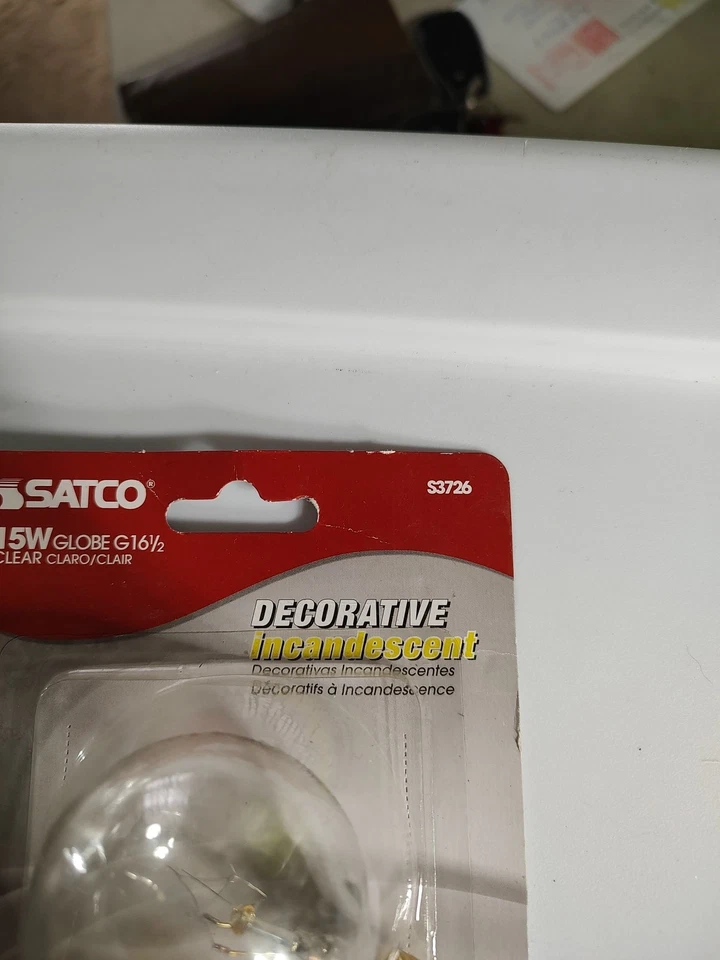 SATCO®
S3726
15W GLOBE G16½
CLEAR CLARO/CLAIR
DECORATIVE
incandescent
Decorativas Incandescentes
Décoratifs à Incandescence